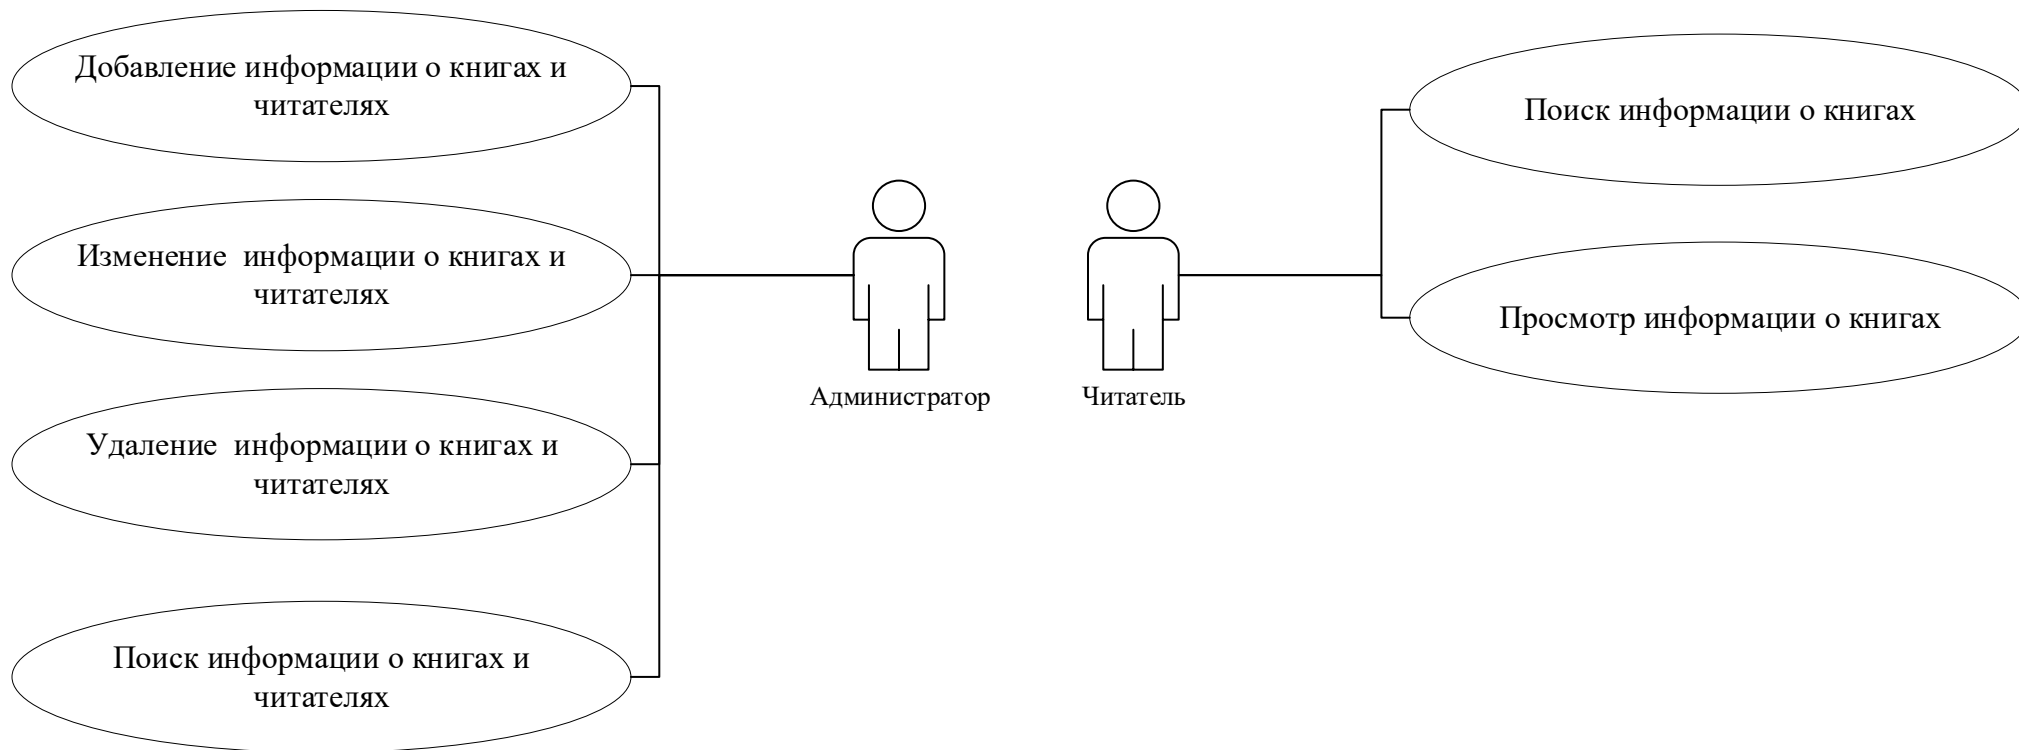 Добавление информации о книгах и
читателях
Изменение  информации о книгах и
читателях
Удаление  информации о книгах и
читателях
Поиск информации о книгах и
читателях
Администратор
Читатель
Поиск информации о книгах
Просмотр информации о книгах